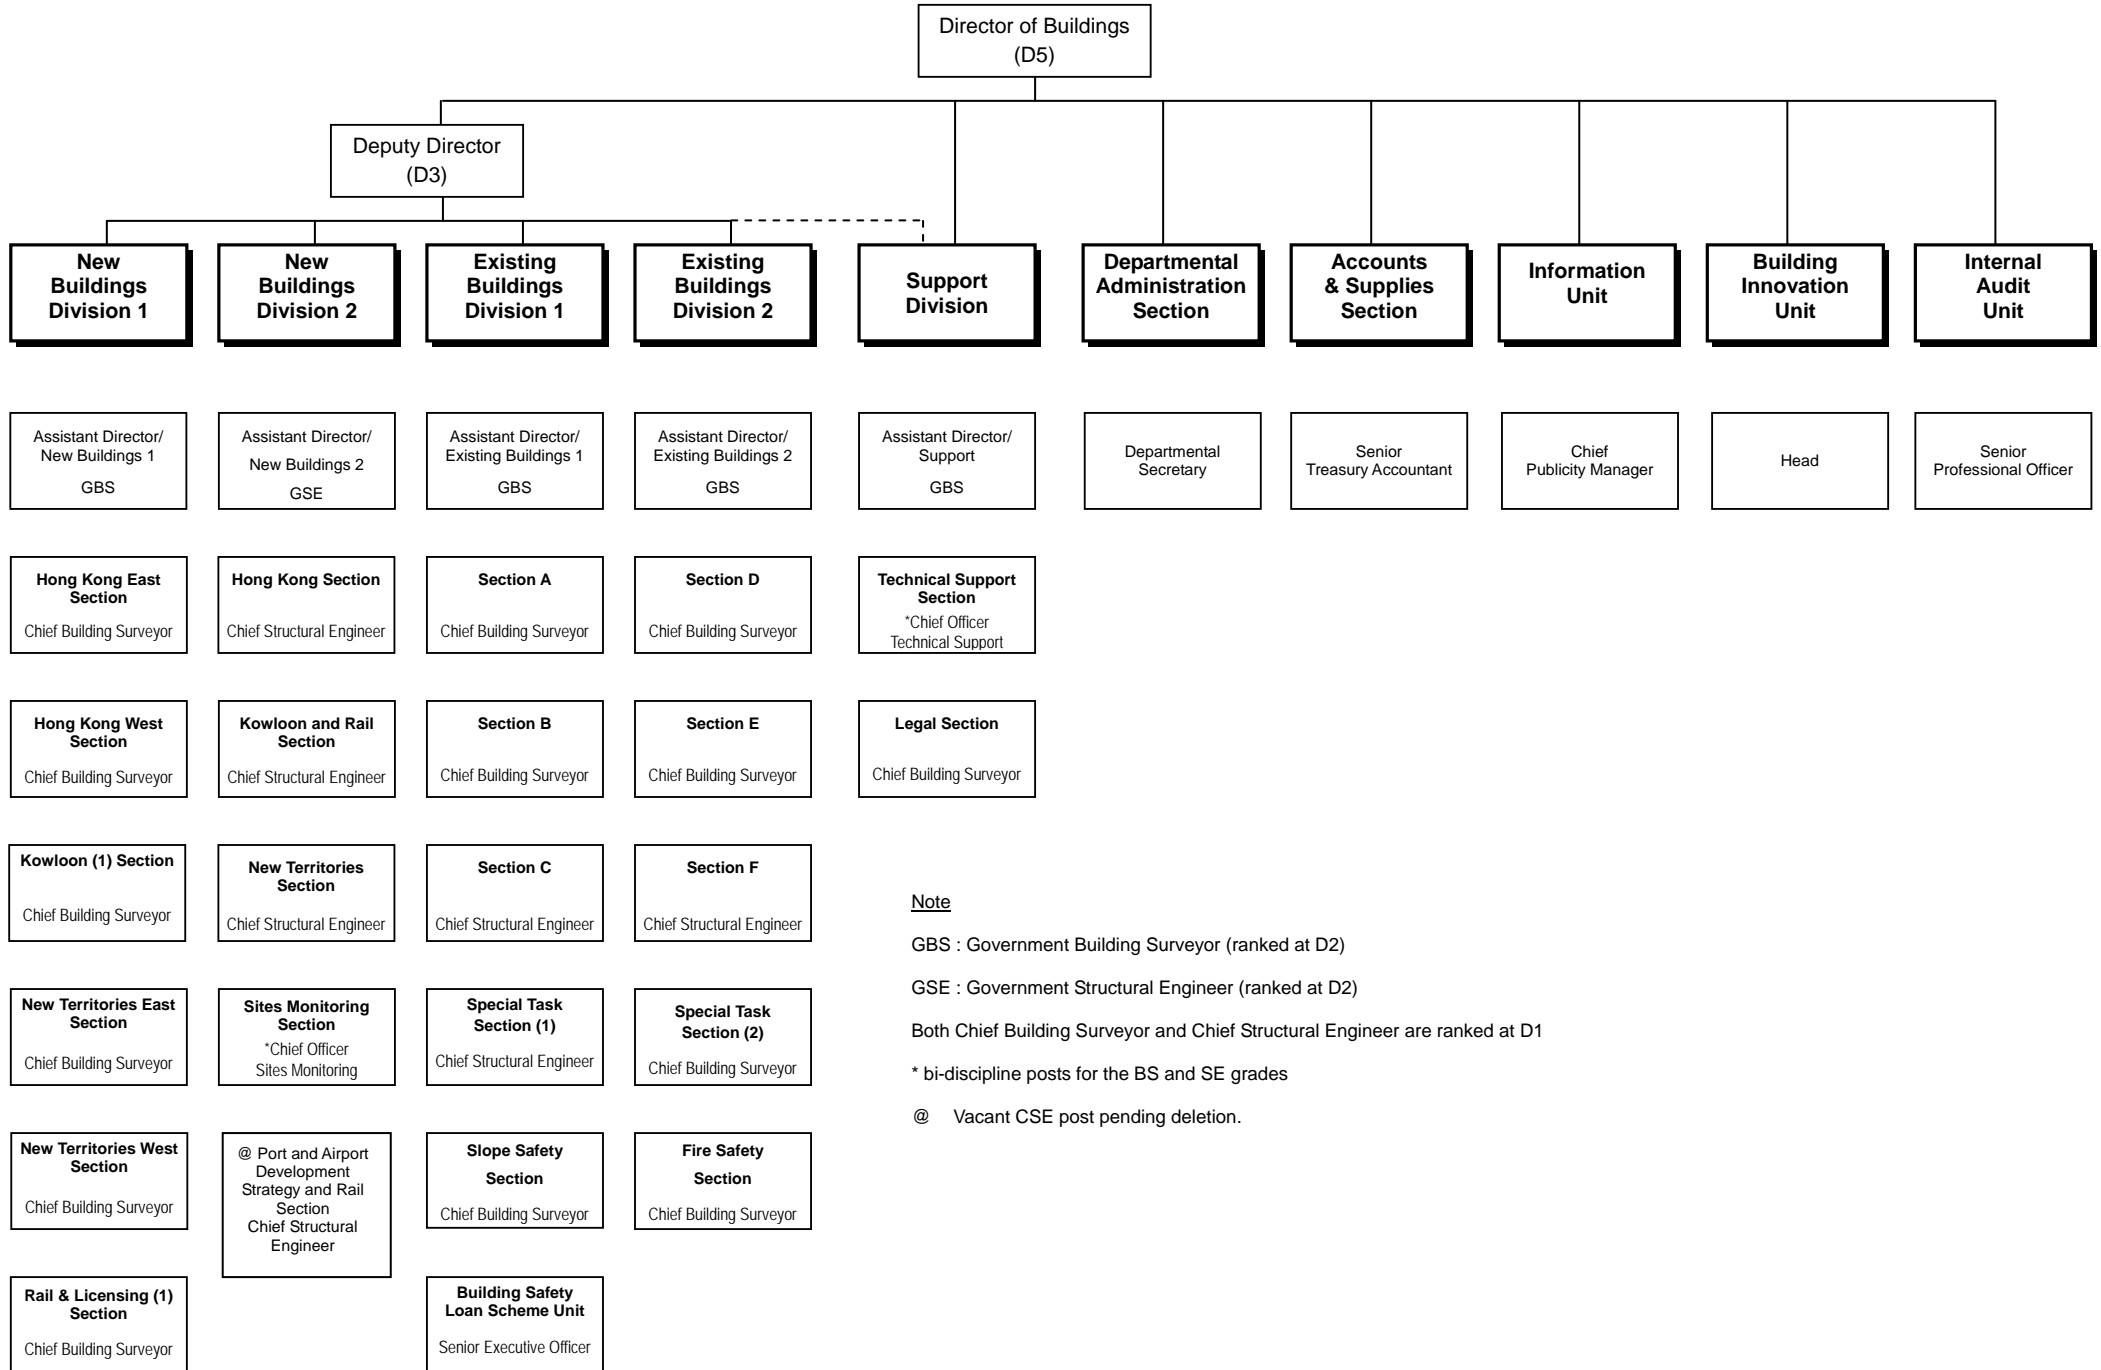 Director of Buildings
(D5)
Deputy Director
(D3)
New
Buildings
Division 1
New
Buildings
Division 2
Existing
Buildings
Division 1
Existing
Buildings
Division 2
Support
Division
Departmental
Administration
Section
Accounts
& Supplies
Section
Information
Unit
Building
Innovation
Unit
Internal
Audit
Unit
Assistant Director/
New Buildings 1
GBS
Assistant Director/
New Buildings 2
GSE
Assistant Director/
Existing Buildings 1
GBS
Assistant Director/
Existing Buildings 2
GBS
Assistant Director/
Support
GBS
Departmental
Secretary
Senior
Treasury Accountant
Chief
Publicity Manager
Head
Senior
Professional Officer
Hong Kong East
Section
Chief Building Surveyor
Hong Kong Section
Chief Structural Engineer
Section A
Chief Building Surveyor
Section D
Chief Building Surveyor
Technical Support
Section
*Chief Officer
Technical Support
Hong Kong West
Section
Chief Building Surveyor
Kowloon and Rail
Section
Chief Structural Engineer
Section B
Chief Building Surveyor
Section E
Chief Building Surveyor
Legal Section
Chief Building Surveyor
Kowloon (1) Section
Chief Building Surveyor
New Territories
Section
Chief Structural Engineer
Section C
Chief Structural Engineer
Section F
Chief Structural Engineer
New Territories East
Section
Chief Building Surveyor
Sites Monitoring
Section
*Chief Officer
Sites Monitoring
Special Task
Section (1)
Chief Structural Engineer
Special Task
Section (2)
Chief Building Surveyor
New Territories West
Section
Chief Building Surveyor
@ Port and Airport
Development
Strategy and Rail
Section
Chief Structural
Engineer
Slope Safety
Section
Chief Building Surveyor
Fire Safety
Section
Chief Building Surveyor
Rail & Licensing (1)
Section
Chief Building Surveyor
Building Safety
Loan Scheme Unit
Senior Executive Officer
Note
GBS : Government Building Surveyor (ranked at D2)
GSE : Government Structural Engineer (ranked at D2)
Both Chief Building Surveyor and Chief Structural Engineer are ranked at D1
* bi-discipline posts for the BS and SE grades
@ Vacant CSE post pending deletion.